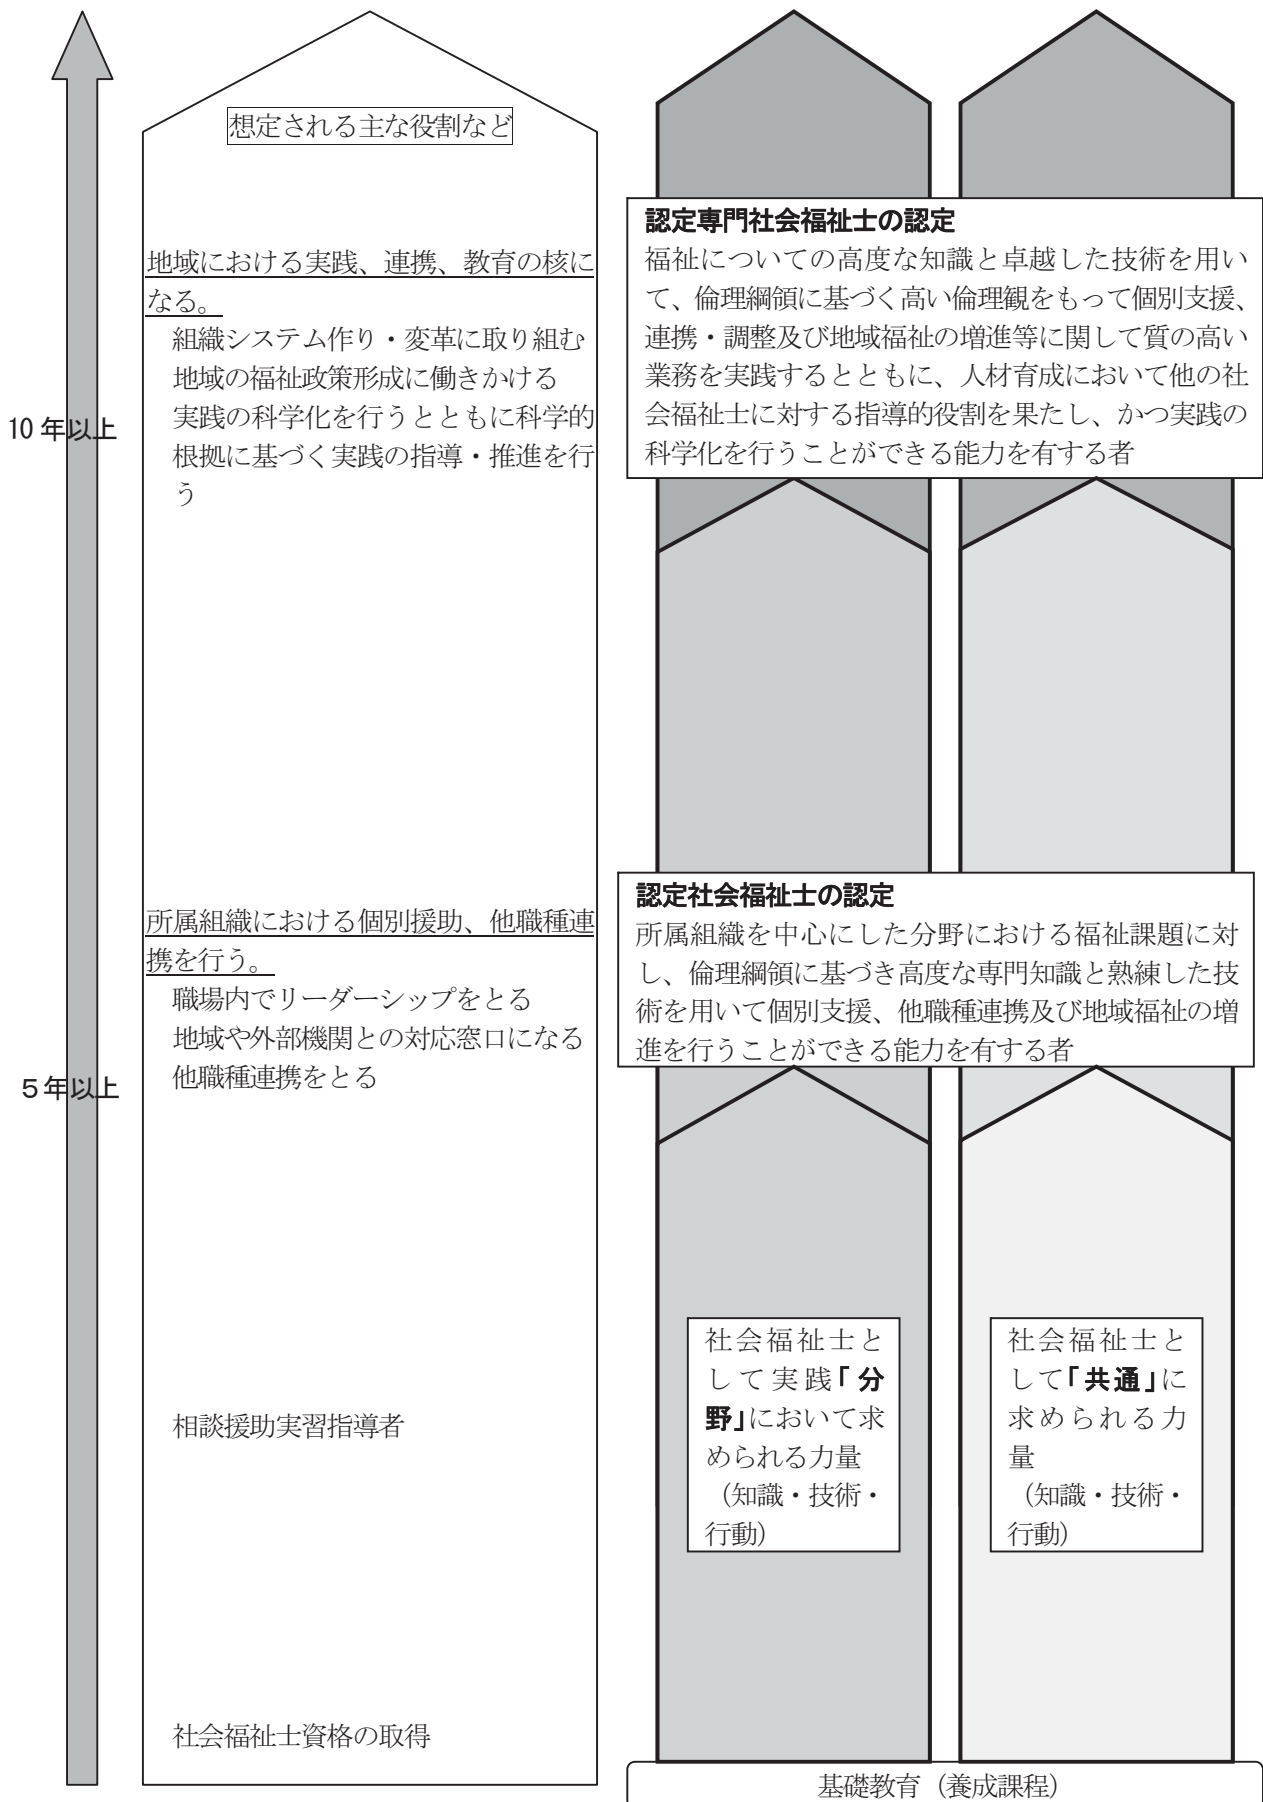 想定される主な役割など
地域における実践、連携、教育の核に
なる。
組織システム作り・変革に取り組む
地域の福祉政策形成に働きかける
実践の科学化を行うとともに科学的
根拠に基づく実践の指導・推進を行
う
10 年以上
認定専門社会福祉士の認定
福祉についての高度な知識と卓越した技術を用い
て、倫理綱領に基づく高い倫理観をもって個別支援、
連携・調整及び地域福祉の増進等に関して質の高い
業務を実践するとともに、人材育成において他の社
会福祉士に対する指導的役割を果たし、かつ実践の
科学化を行うことができる能力を有する者
所属組織における個別援助、他職種連
携を行う。
職場内でリーダーシップをとる
地域や外部機関との対応窓口になる
他職種連携をとる
5 年以上
認定社会福祉士の認定
所属組織を中心にした分野における福祉課題に対
し、倫理綱領に基づき高度な専門知識と熟練した技
術を用いて個別支援、他職種連携及び地域福祉の増
進を行うことができる能力を有する者
相談援助実習指導者
社会福祉士資格の取得
社会福祉士と
して実践「分
野」において求
められる力量
（知識・技術・
行動）
社会福祉士と
して「共通」に
求められる力
量
（知識・技術・
行動）
基礎教育（養成課程）